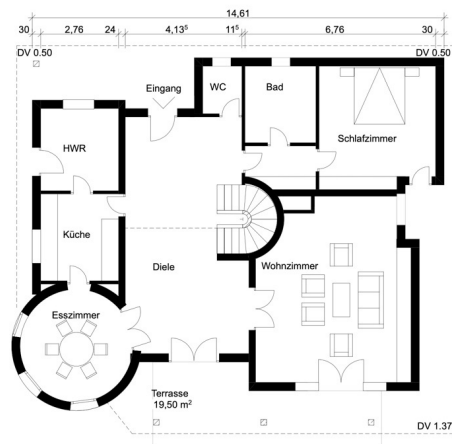 14,61
30 2,76 24 4,13⁵ 11⁵ 6,76 30
DV 0.50 DV 0.50
Eingang WC Bad
Schlafzimmer
HWR
Küche
Diele Wohnzimmer
Esszimmer
Terrasse
19,50 m²
DV 1.37